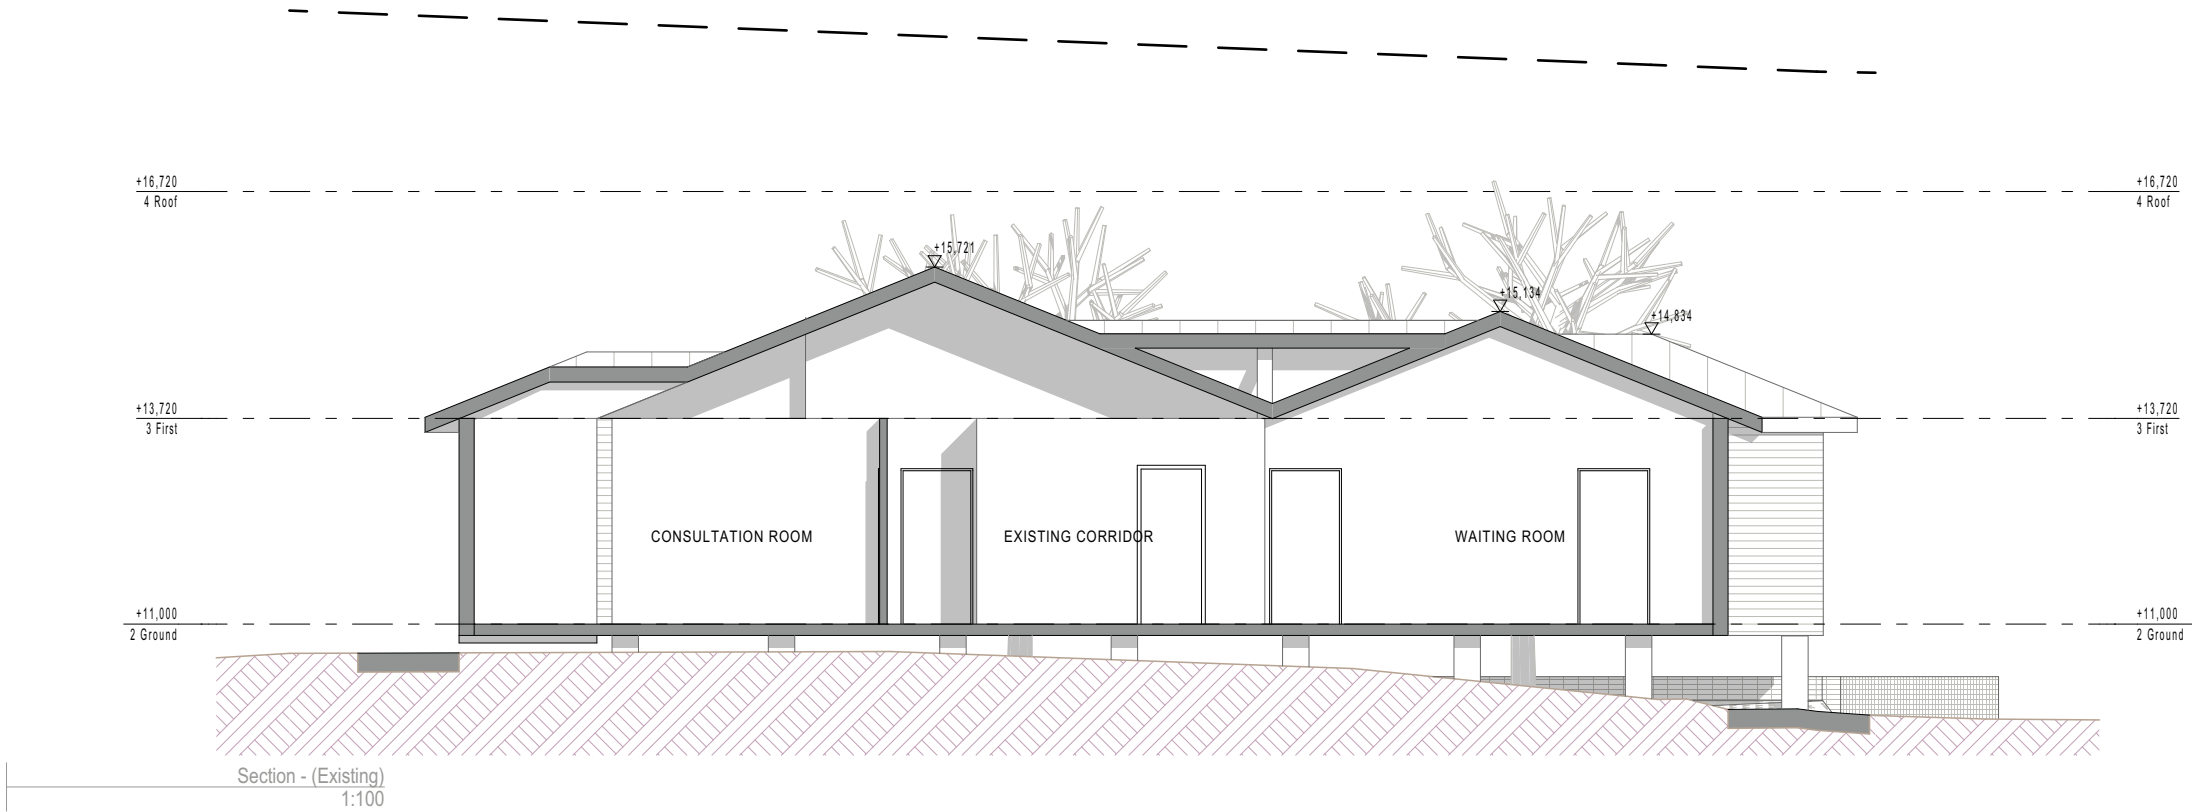 +16,720
4 Roof
+16,720
4 Roof
+15,721
+15,134
+14,834
+13,720
3 First
+13,720
3 First
CONSULTATION ROOM
EXISTING CORRIDOR
WAITING ROOM
+11,000
2 Ground
+11,000
2 Ground
Section - (Existing)
1:100